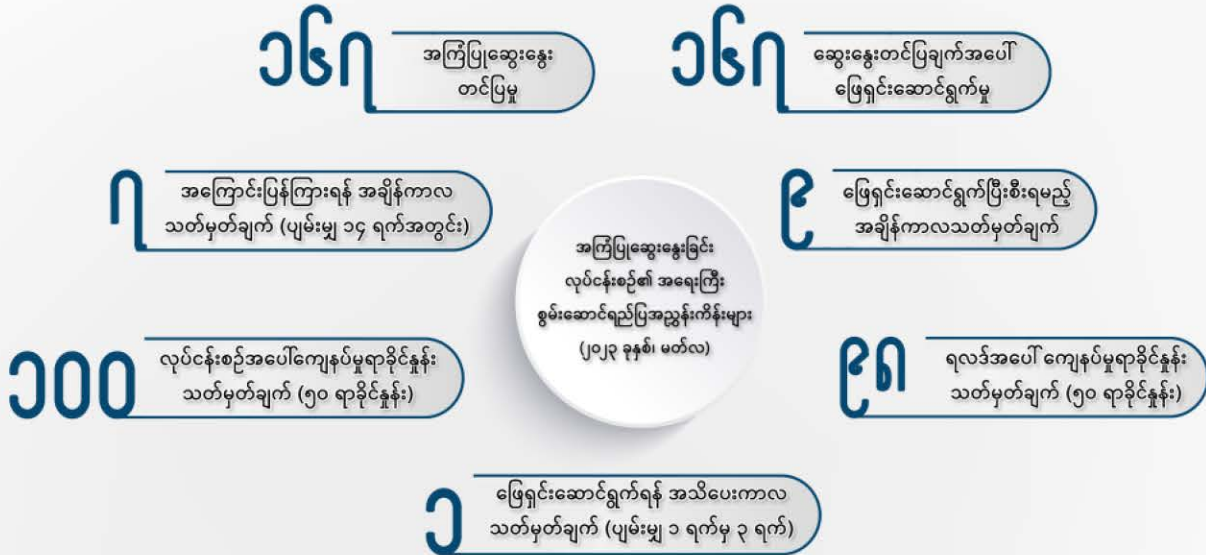 ၁၆၇
အကြံပြုဆွေးနွေး
တင်ပြမှု
၁၆၇
ဆွေးနွေးတင်ပြချက်အပေါ်
ဖြေရှင်းဆောင်ရွက်မှု
၇
အကြောင်းပြန်ကြားရန် အချိန်ကာလ
သတ်မှတ်ချက် (ပျမ်းမျှ ၁၄ ရက်အတွင်း)
၉
ဖြေရှင်းဆောင်ရွက်ပြီးစီးရမည့်
အချိန်ကာလသတ်မှတ်ချက်
အကြံပြုဆွေးနွေးခြင်း
လုပ်ငန်းစဉ်၏ အရေးကြီး
စွမ်းဆောင်ရည်ပြအညွှန်းကိန်းများ
(၂၀၂၃ ခုနှစ်၊ မတ်လ)
၁၀၀
လုပ်ငန်းစဉ်အပေါ်ကျေနပ်မှုရာခိုင်နှုန်း
သတ်မှတ်ချက် (၅၀ ရာခိုင်နှုန်း)
၉၈
ရလဒ်အပေါ် ကျေနပ်မှုရာခိုင်နှုန်း
သတ်မှတ်ချက် (၅၀ ရာခိုင်နှုန်း)
၁
ဖြေရှင်းဆောင်ရွက်ရန် အသိပေးကာလ
သတ်မှတ်ချက် (ပျမ်းမျှ ၁ ရက်မှ ၃ ရက်)